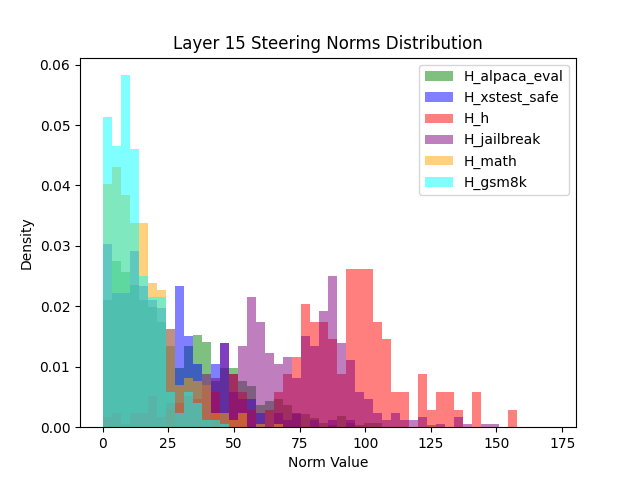 Layer 15 Steering Norms Distribution
0.06
0.05
0.04
0.03
0.02
0.01
0.00
Density
H_alpaca_eval
H_xstest_safe
H_h
H_jailbreak
H_math
H_gsm8k
0 25 50 75 100 125 150 175
Norm Value